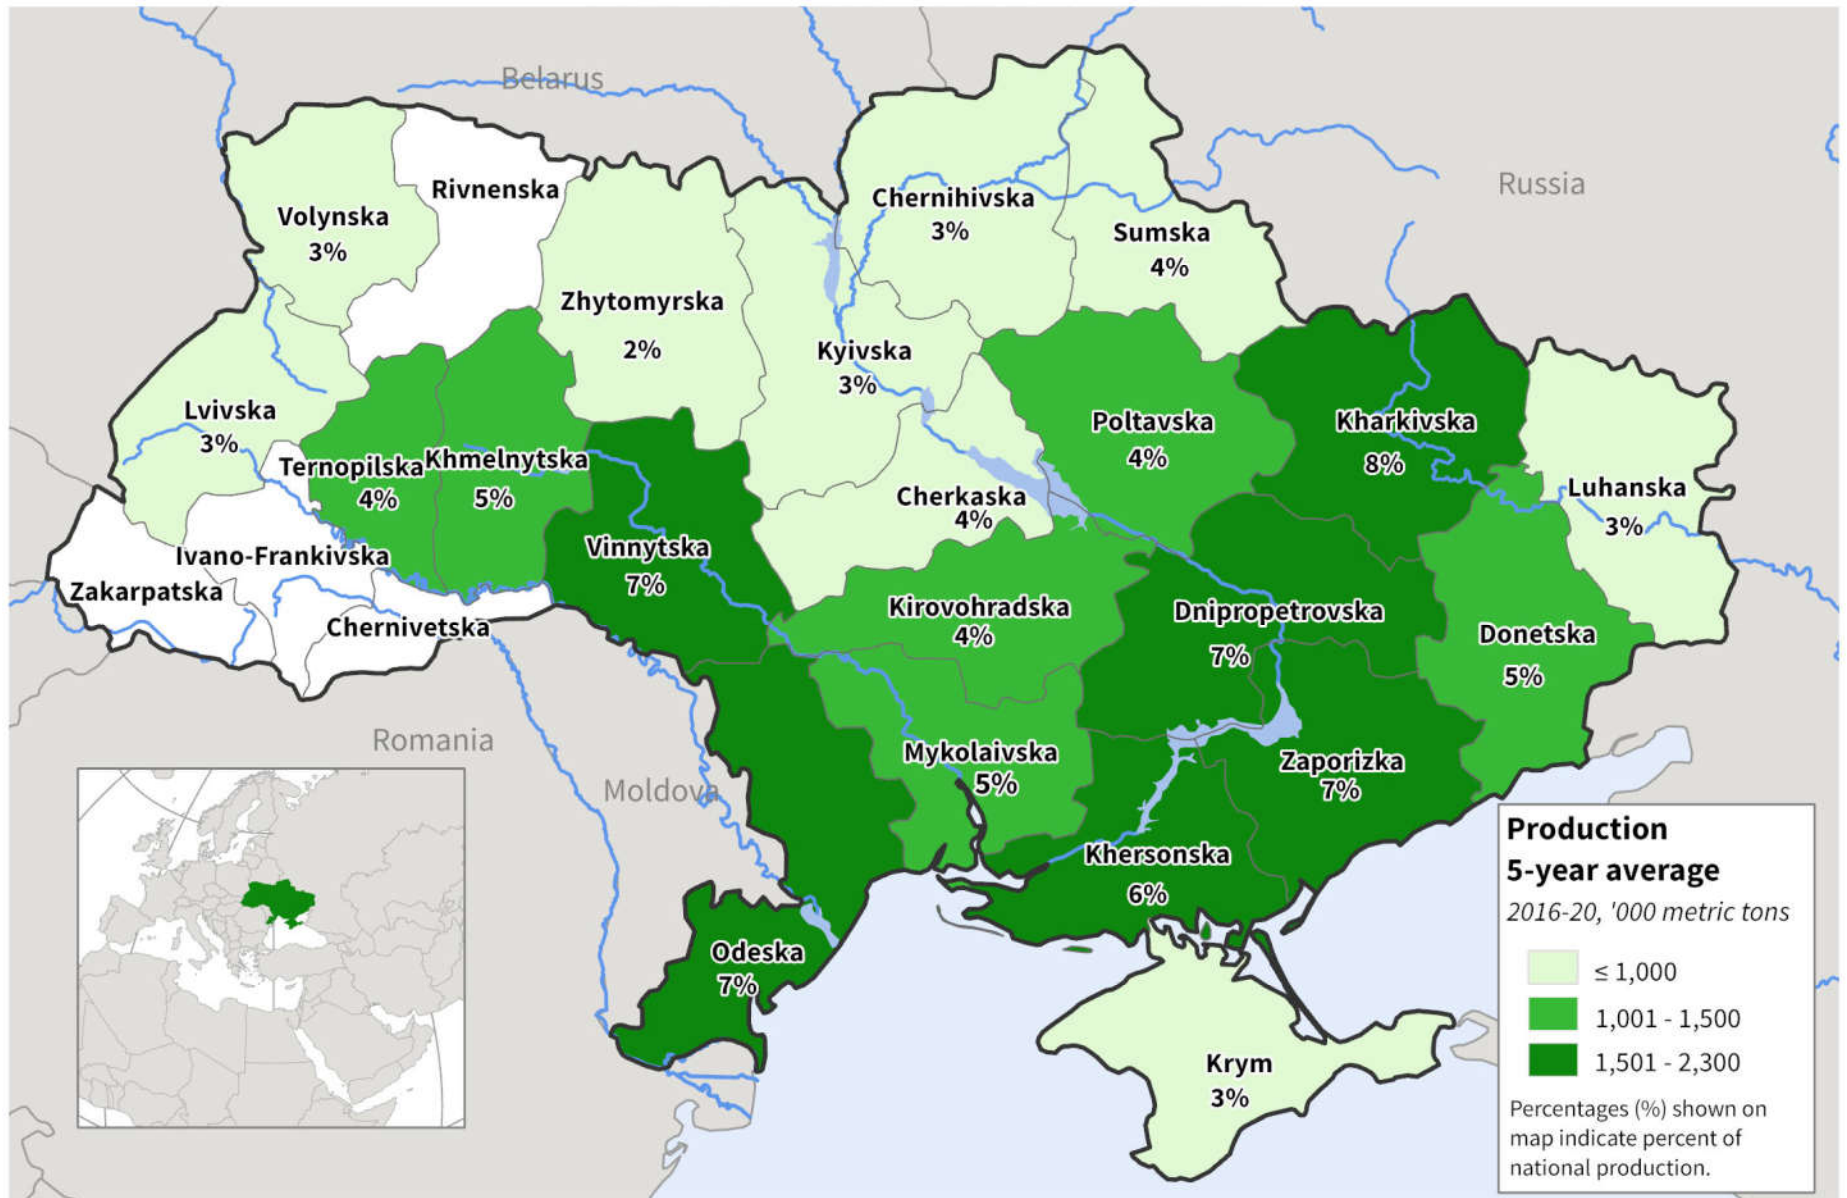 Belarus
Russia
Rivnenska
Volynska
3%
Chernihivska
3%
Sumska
4%
Zhytomyrska
2%
Kyivska
3%
Lvivska
3%
Poltavska
4%
Kharkivska
8%
Ternopilska
4%
Khmelnytska
5%
Cherkaska
4%
Luhanska
3%
Vinnytska
7%
Ivano-Frankivska
Zakarpatska
Chernivetska
Kirovohradska
4%
Dnipropetrovska
7%
Donetska
5%
Romania
Moldova
Mykolaivska
5%
Zaporizka
7%
Khersonska
6%
Odeska
7%
Krym
3%
Production
5-year average
2016-20, '000 metric tons
≤ 1,000
1,001 - 1,500
1,501 - 2,300
Percentages (%) shown on
map indicate percent of
national production.